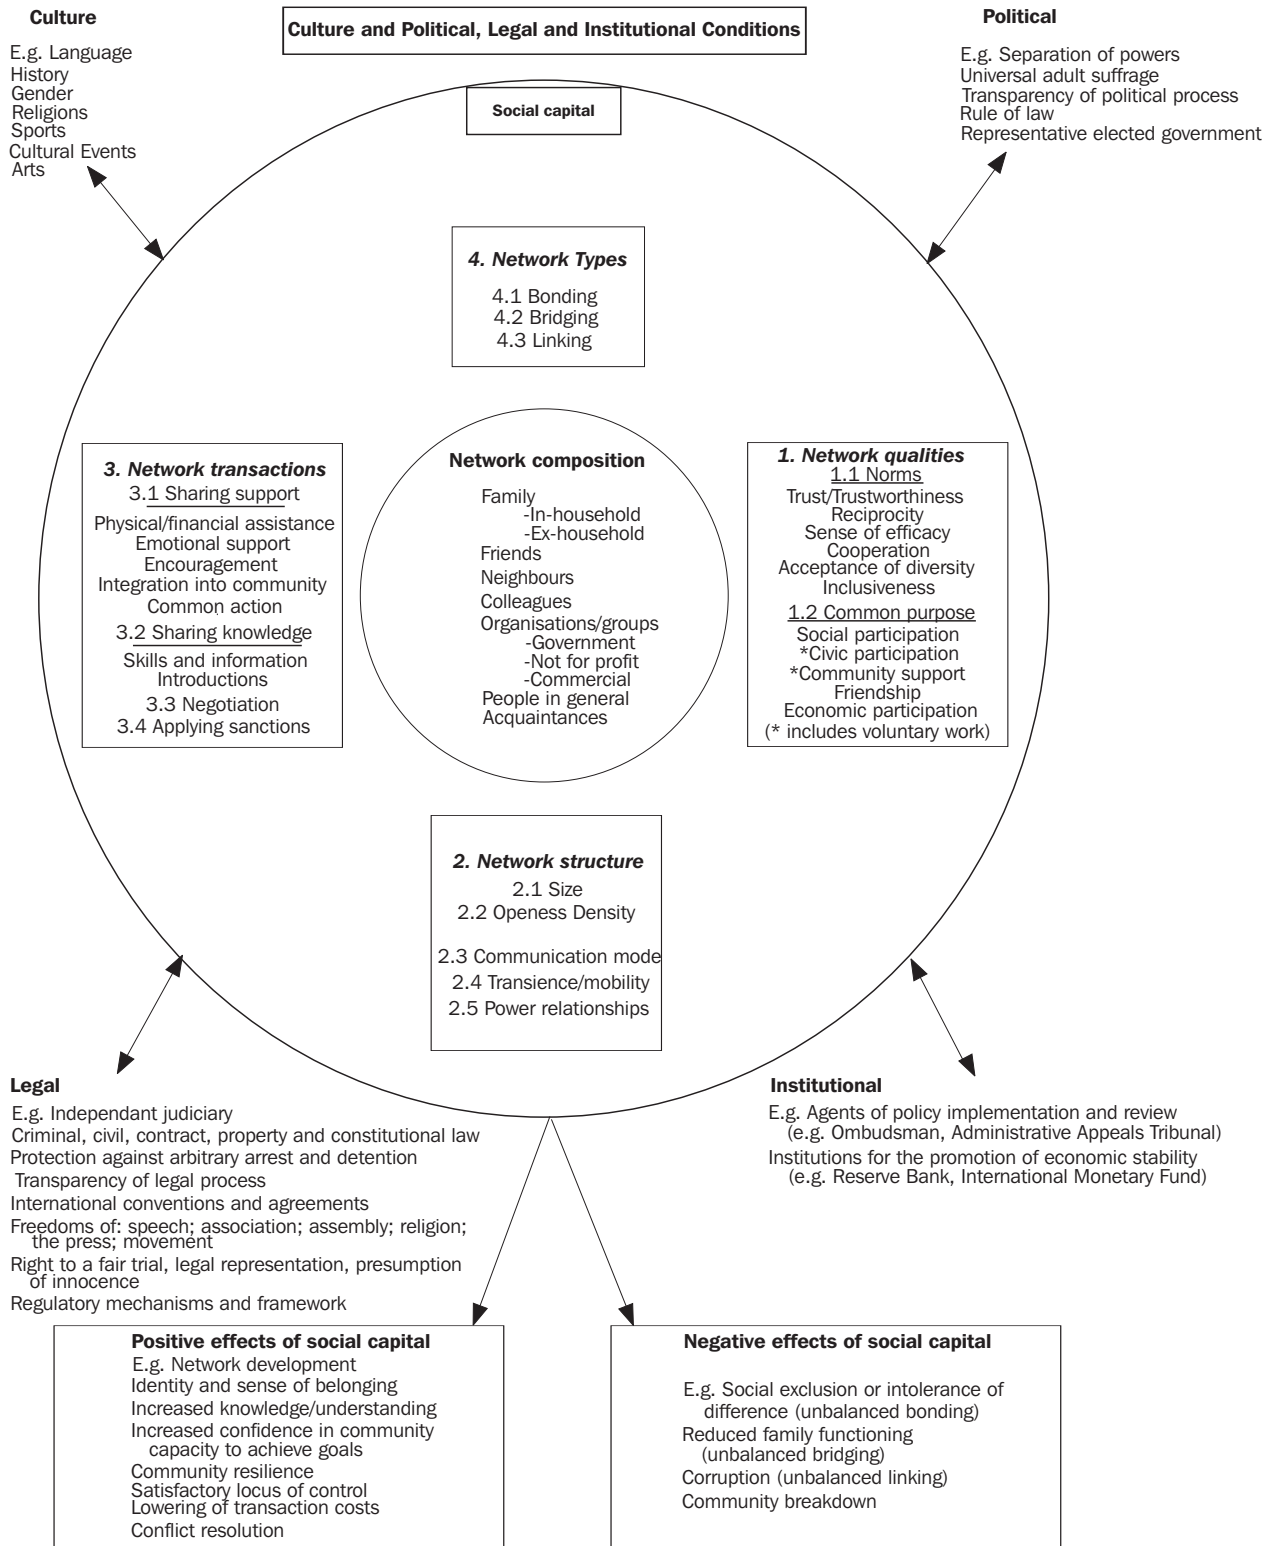 Culture and Political, Legal and Institutional Conditions
Culture
E.g. Language
History
Gender
Religions
Sports
Cultural Events
Arts
Political
E.g. Separation of powers
Universal adult suffrage
Transparency of political process
Rule of law
Representative elected government
Social capital
4. Network Types
4.1 Bonding
4.2 Bridging
4.3 Linking
3. Network transactions
3.1 Sharing support
Physical/financial assistance
Emotional support
Encouragement
Integration into community
Common action
3.2 Sharing knowledge
Skills and information
Introductions
3.3 Negotiation
3.4 Applying sanctions
Network composition
Family
-In-household
-Ex-household
Friends
Neighbours
Colleagues
Organisations/groups
-Government
-Not for profit
-Commercial
People in general
Acquaintances
1. Network qualities
1.1 Norms
Trust/Trustworthiness
Reciprocity
Sense of efficacy
Cooperation
Acceptance of diversity
Inclusiveness
1.2 Common purpose
Social participation
*Civic participation
*Community support
Friendship
Economic participation
(* includes voluntary work)
2. Network structure
2.1 Size
2.2 Openess Density
2.3 Communication mode
2.4 Transience/mobility
2.5 Power relationships
Legal
E.g. Independant judiciary
Criminal, civil, contract, property and constitutional law
Protection against arbitrary arrest and detention
Transparency of legal process
International conventions and agreements
Freedoms of: speech; association; assembly; religion;
the press; movement
Right to a fair trial, legal representation, presumption
of innocence
Regulatory mechanisms and framework
Institutional
E.g. Agents of policy implementation and review
(e.g. Ombudsman, Administrative Appeals Tribunal)
Institutions for the promotion of economic stability
(e.g. Reserve Bank, International Monetary Fund)
Positive effects of social capital
E.g. Network development
Identity and sense of belonging
Increased knowledge/understanding
Increased confidence in community
capacity to achieve goals
Community resilience
Satisfactory locus of control
Lowering of transaction costs
Conflict resolution
Negative effects of social capital
E.g. Social exclusion or intolerance of
difference (unbalanced bonding)
Reduced family functioning
(unbalanced bridging)
Corruption (unbalanced linking)
Community breakdown